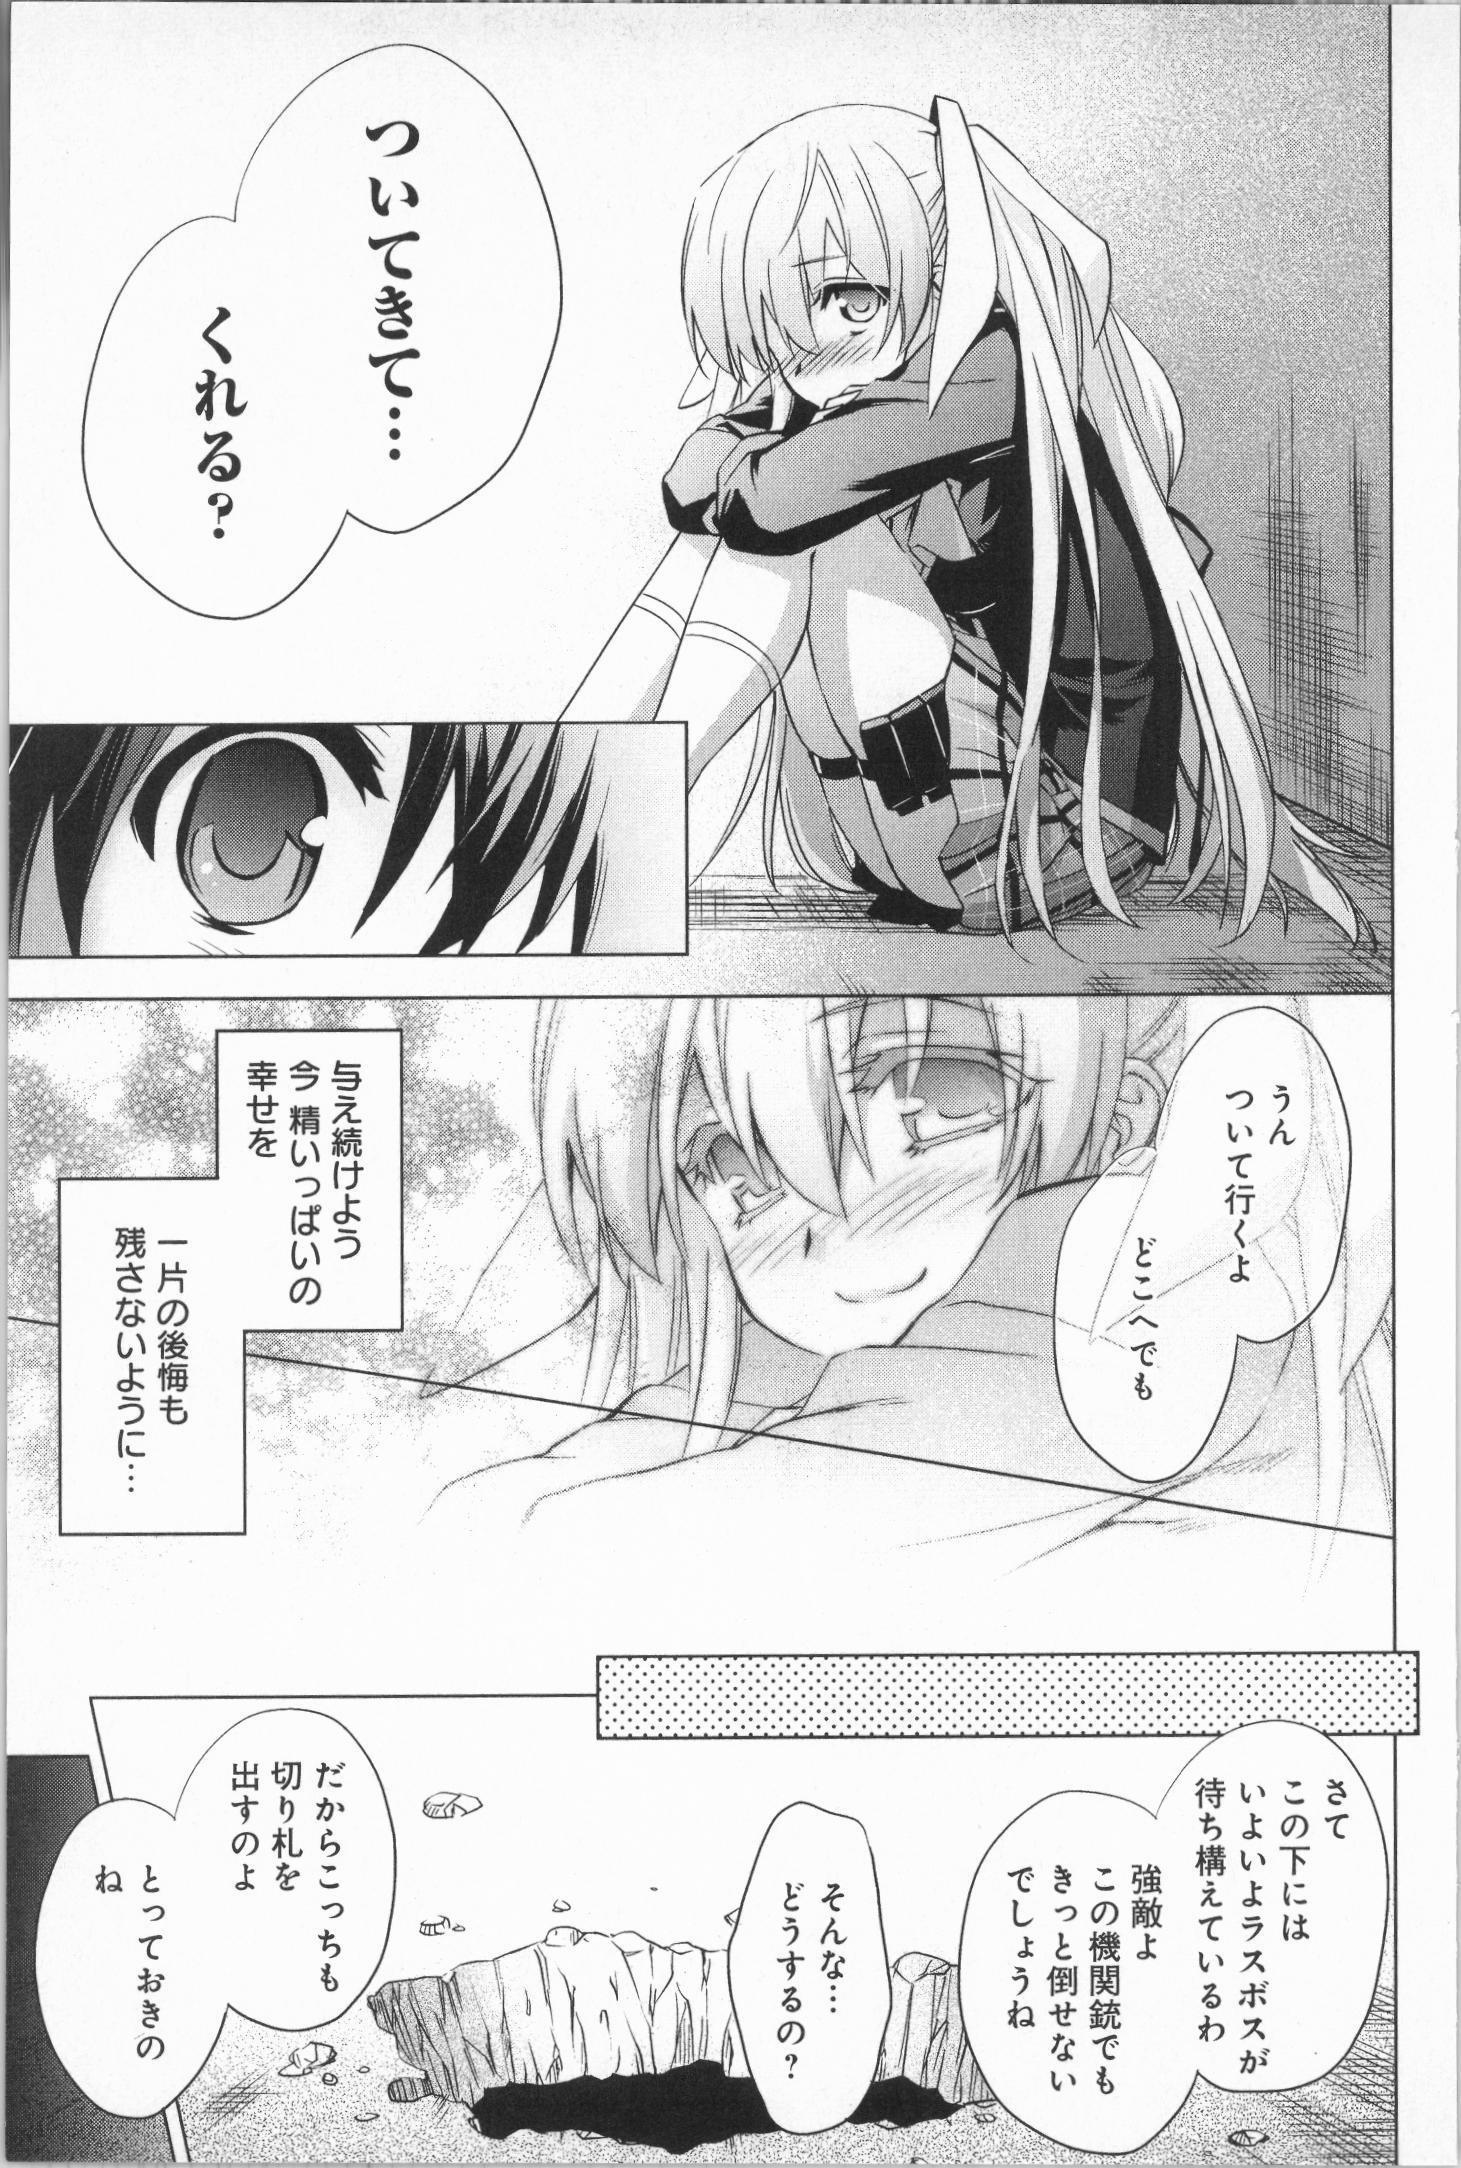 ついてきて…
くれる？
うん
ついて行くよ
どこへでも
与え続けよう
今 精いっぱいの
幸せを
一片の後悔も
残さないように…
さて
この下には
いよいよラスボスが
待ち構えているわ
強敵よ
この機関銃でも
きっと倒せない
でしょうね
そんな…
どうするの？
だからこっちも
切り札を
出すのよ
とっておきの
ね